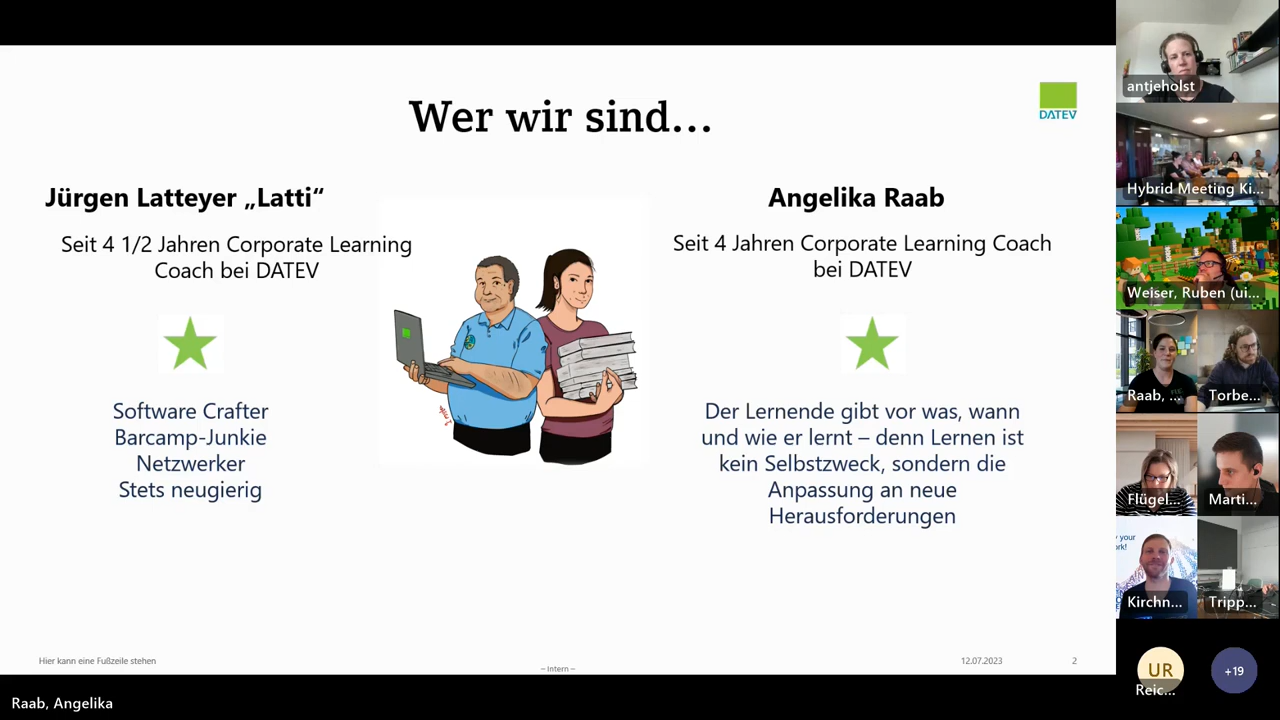 Wer wir sind...
DATEV
Jürgen Latteyer „Latti“
Seit 4 1/2 Jahren Corporate Learning
Coach bei DATEV
Software Crafter
Barcamp-Junkie
Netzwerker
Stets neugierig
Angelika Raab
Seit 4 Jahren Corporate Learning Coach
bei DATEV
Der Lernende gibt vor was, wann
und wie er lernt – denn Lernen ist
kein Selbstzweck, sondern die
Anpassung an neue
Herausforderungen
Hier kann eine Fußzeile stehen
– Intern –
12.07.2023
2
Raab, Angelika
antjeholst
Hybrid Meeting Ki...
Weiser, Ruben (ui...
Raab, ...
Torbe...
Flügel...
Marti...
your
Kirchn...
Tripp...
UR
Reic...
+19